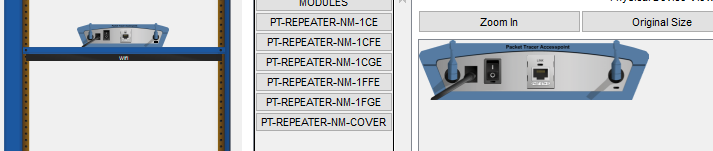 WIFI
MODULES
PT-REPEATER-NM-1CE
PT-REPEATER-NM-1CFE
PT-REPEATER-NM-1CGE
PT-REPEATER-NM-1FFE
PT-REPEATER-NM-1FGE
PT-REPEATER-NM-COVER
Zoom In
Original Size
Packet Tracer Accesspoint